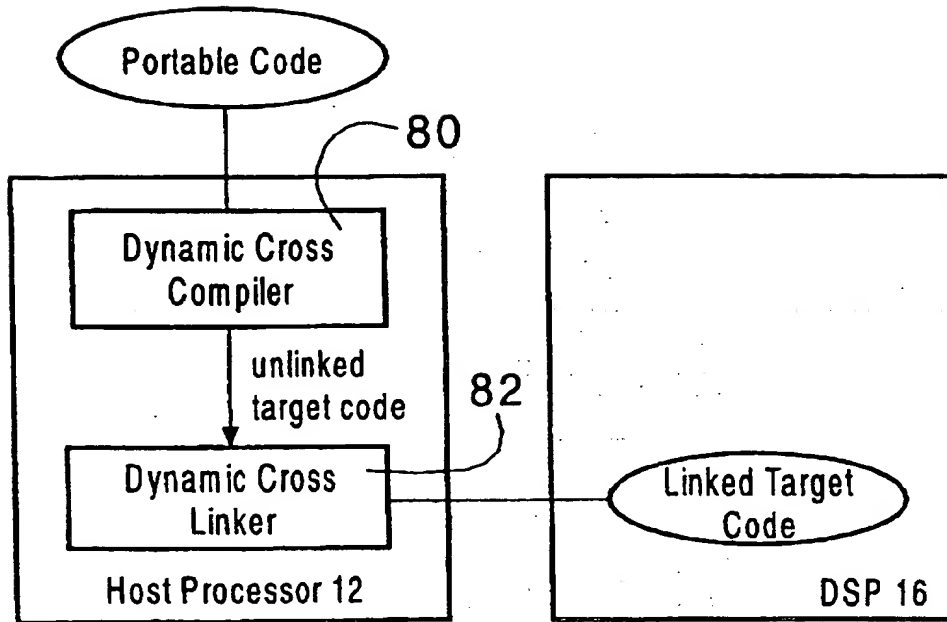 Portable Code
80
Dynamic Cross
Compiler
unlinked
target code
82
Dynamic Cross
Linker
Linked Target
Code
Host Processor 12
DSP 16